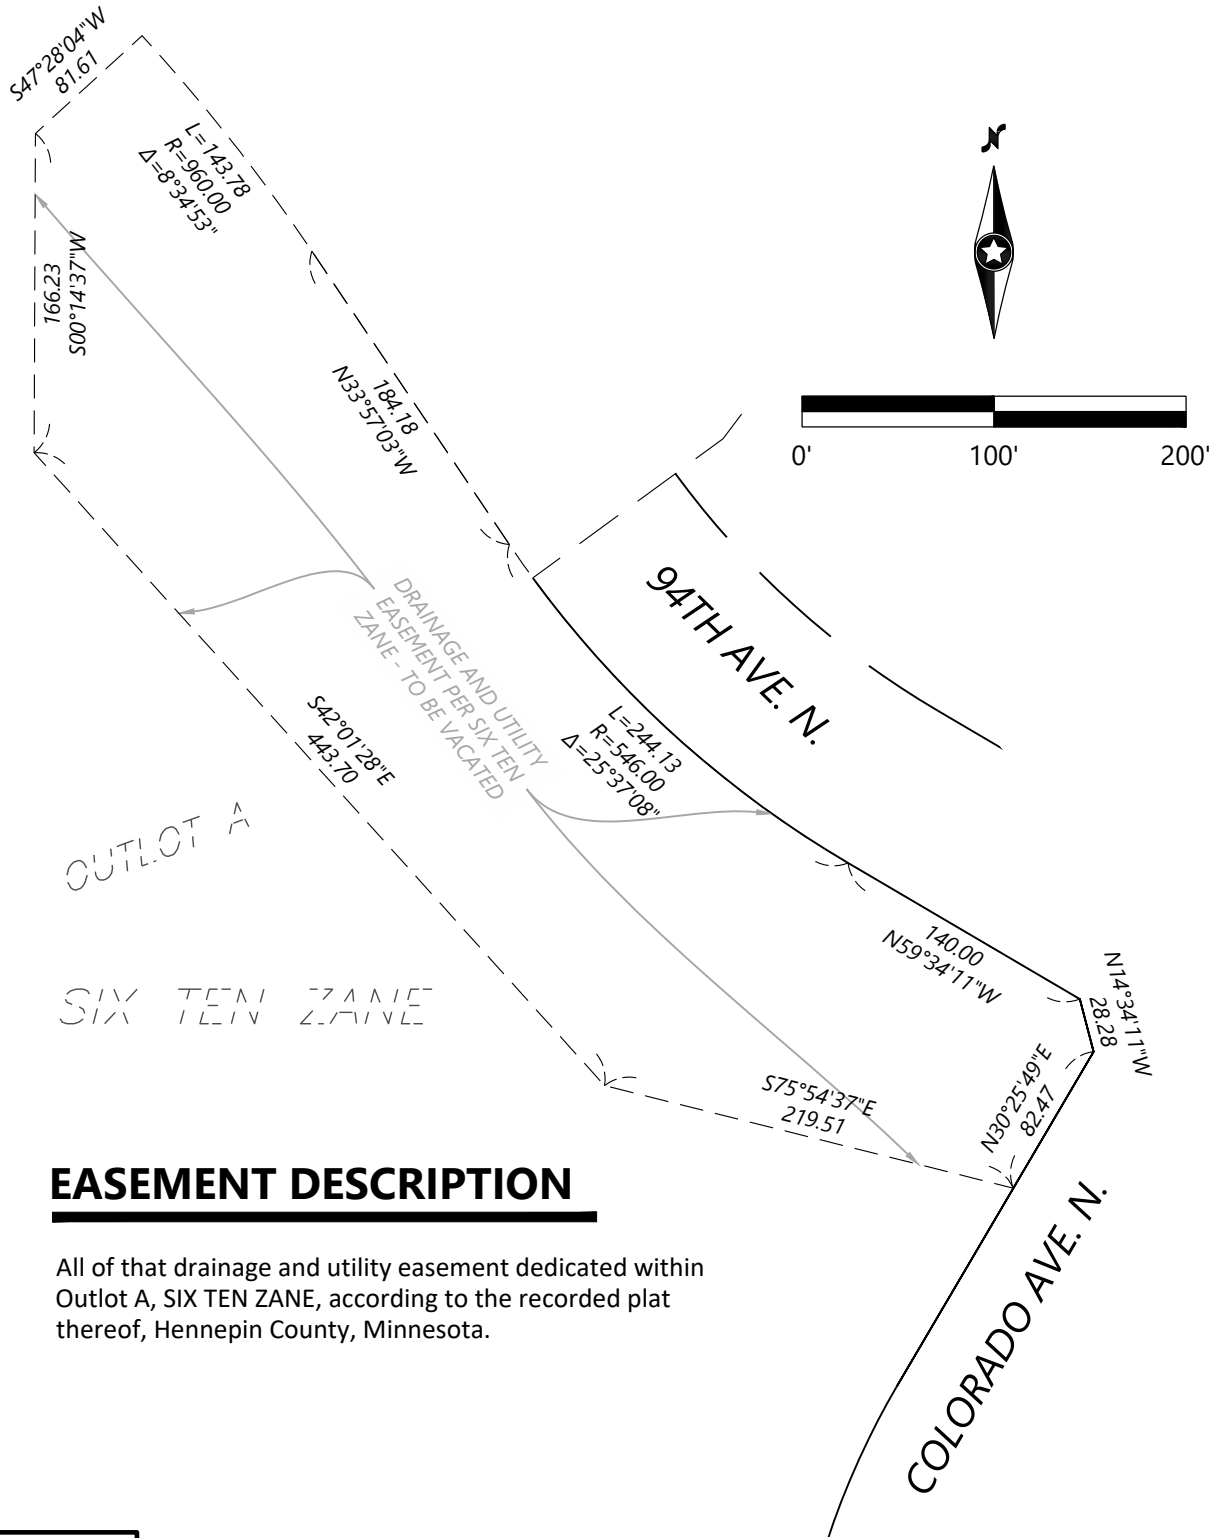 S47°28'04"W
81.61
L=143.78
R=960.00
Δ=8°34'53"
N
166.23
S00°14'37"W
184.18
N33°57'03"W
0' 100' 200'
94TH AVE. N.
DRAINAGE AND UTILITY
EASEMENT PER SIX TEN
ZANE - TO BE VACATED
S42°01'28"E
443.70
L=244.13
R=546.00
Δ=25°37'08"
OUTLOT A
140.00
N59°34'11"W
N14°34'11"W
28.28
SIX TEN ZANE
N30°25'49"E
82.47
S75°54'37"E
219.51
EASEMENT DESCRIPTION
COLORADO AVE. N.
All of that drainage and utility easement dedicated within
Outlot A, SIX TEN ZANE, according to the recorded plat
thereof, Hennepin County, Minnesota.